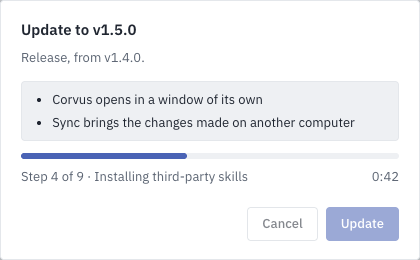 Update to v1.5.0
Release, from v1.4.0.
• Corvus opens in a window of its own
• Sync brings the changes made on another computer
Step 4 of 9 · Installing third-party skills 0:42
Cancel Update